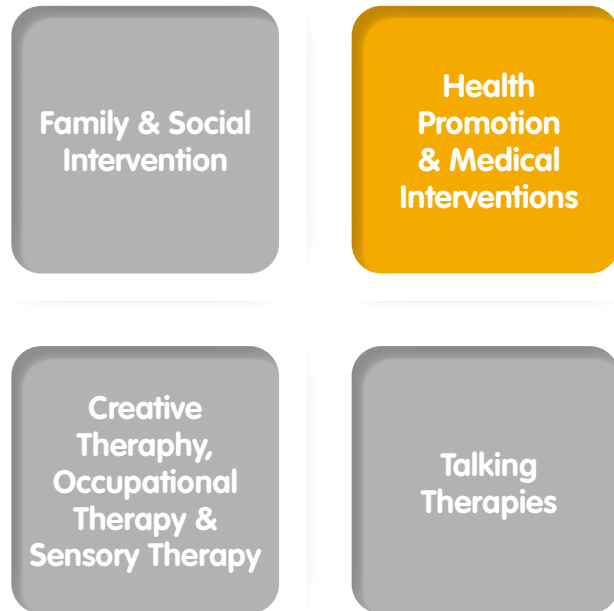 Family & Social
Intervention
Health
Promotion
& Medical
Interventions
Creative
Theraphy,
Occupational
Therapy &
Sensory Therapy
Talking
Therapies